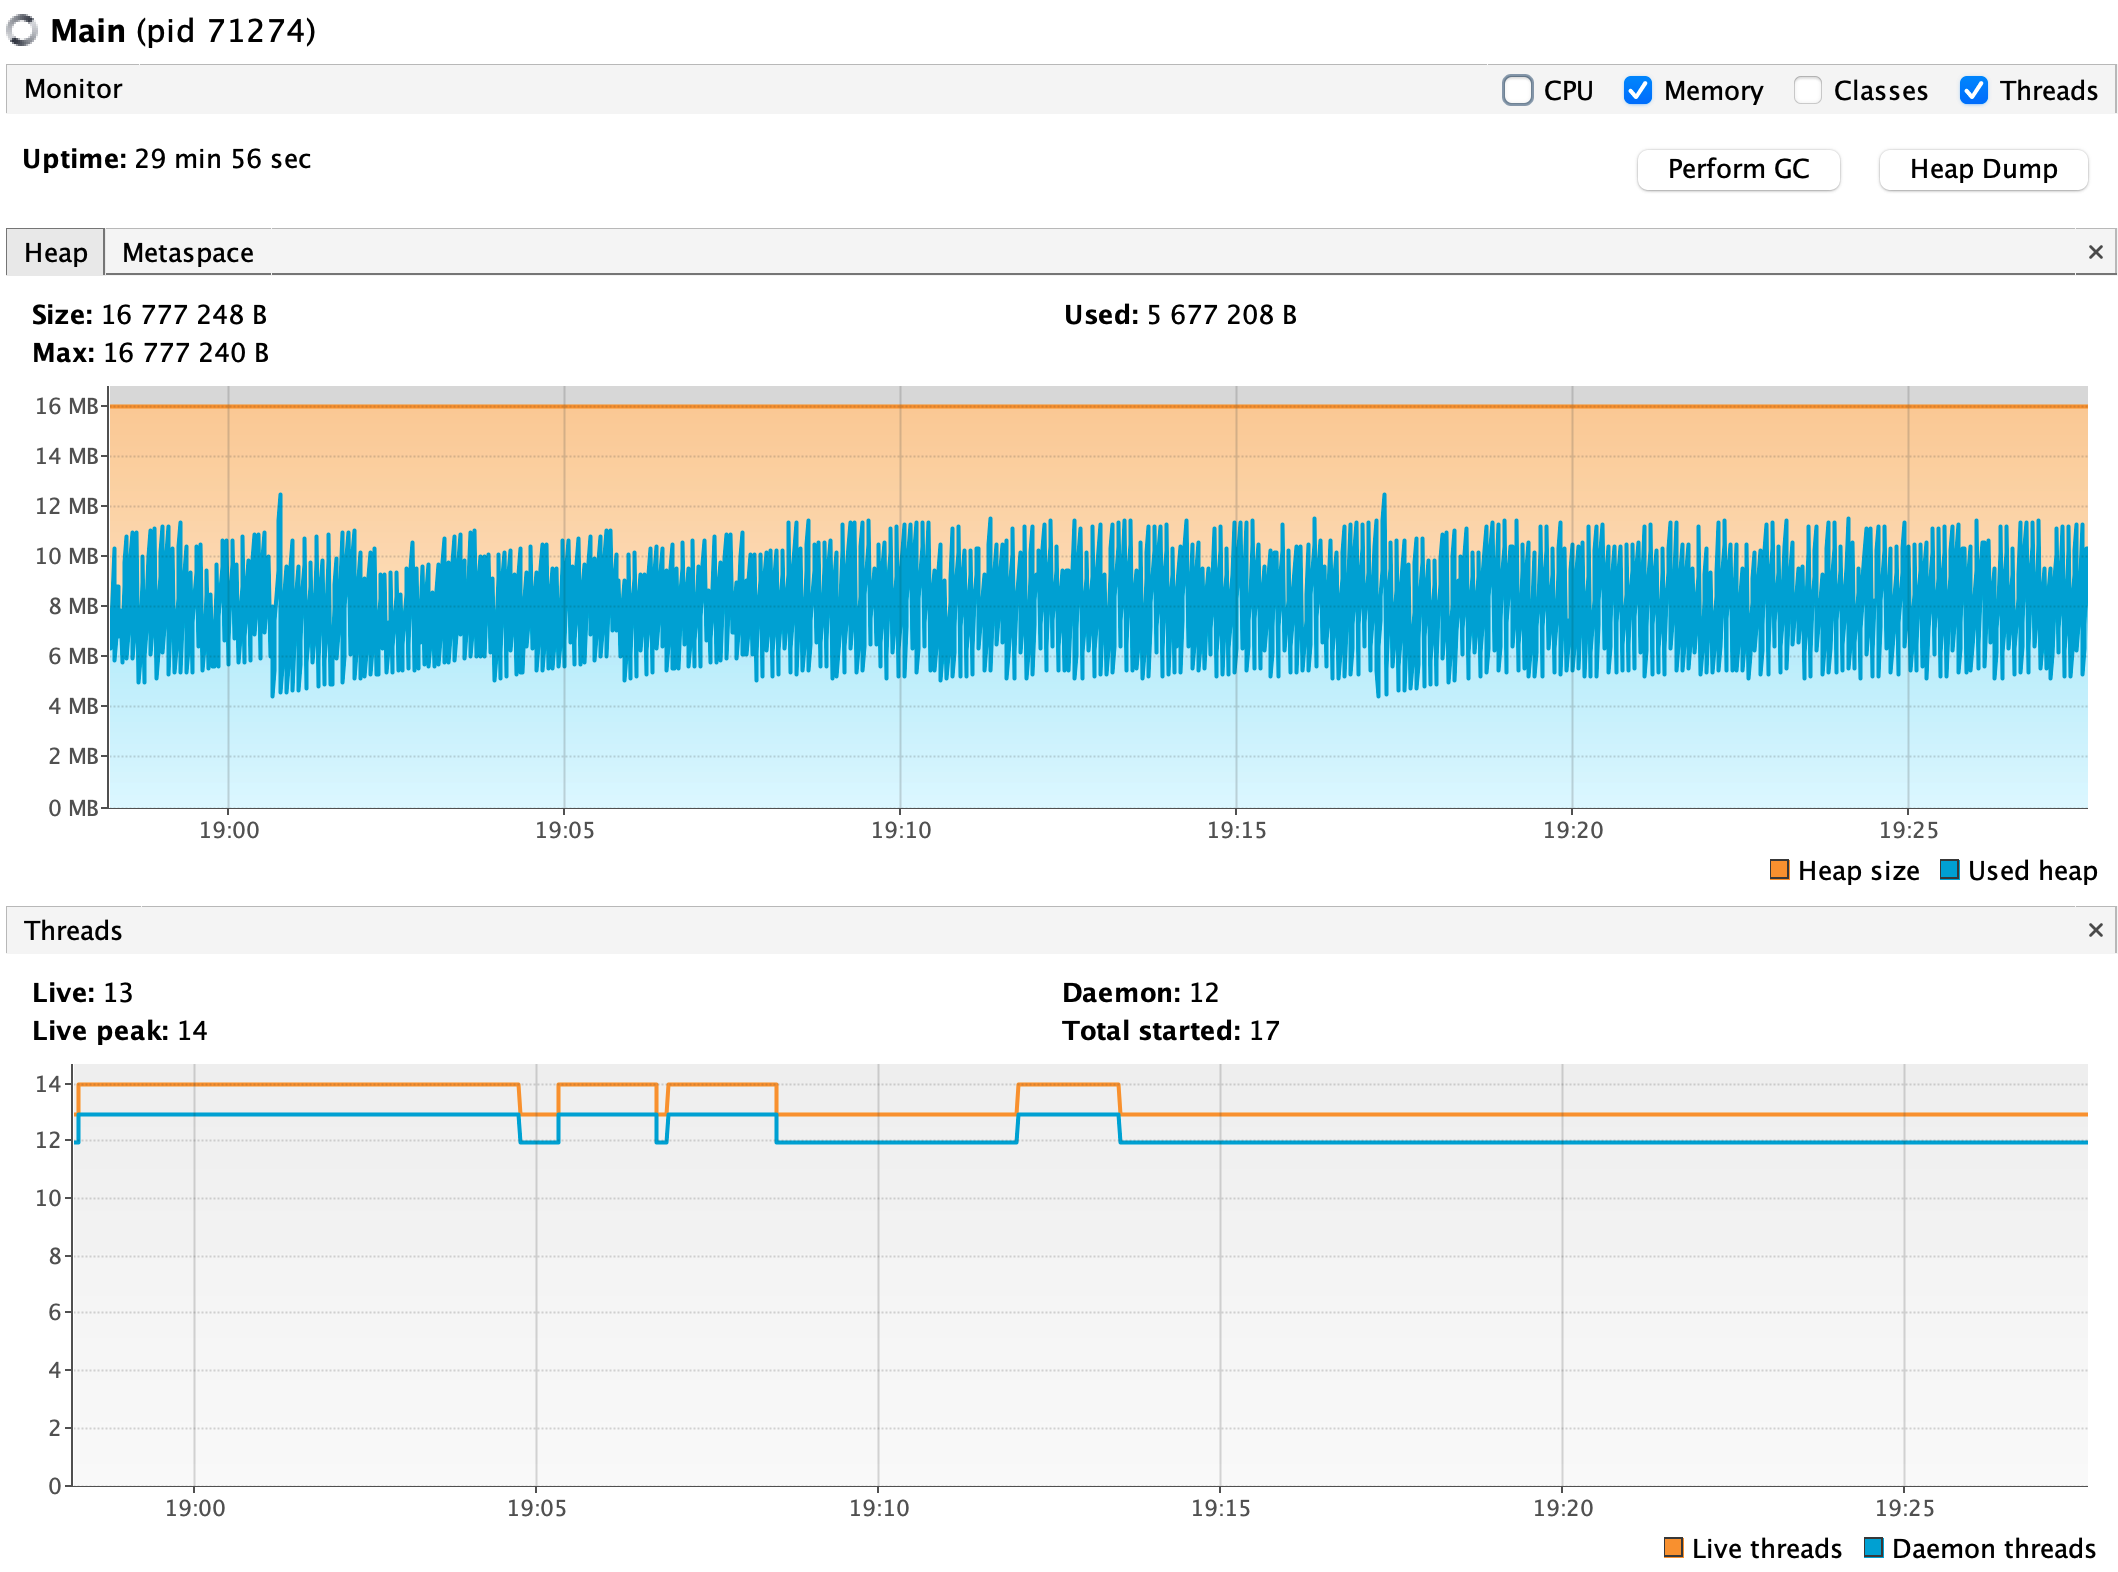 Main (pid 71274)
Monitor CPU Memory Classes Threads
Uptime: 29 min 56 sec
Perform GC Heap Dump
Heap Metaspace
Size: 16 777 248 B Used: 5 677 208 B
Max: 16 777 240 B
16 MB
14 MB
12 MB
10 MB
8 MB
6 MB
4 MB
2 MB
0 MB
19:00 19:05 19:10 19:15 19:20 19:25
Heap size Used heap
Threads
Live: 13 Daemon: 12
Live peak: 14 Total started: 17
14
12
10
8
6
4
2
0
19:00 19:05 19:10 19:15 19:20 19:25
Live threads Daemon threads